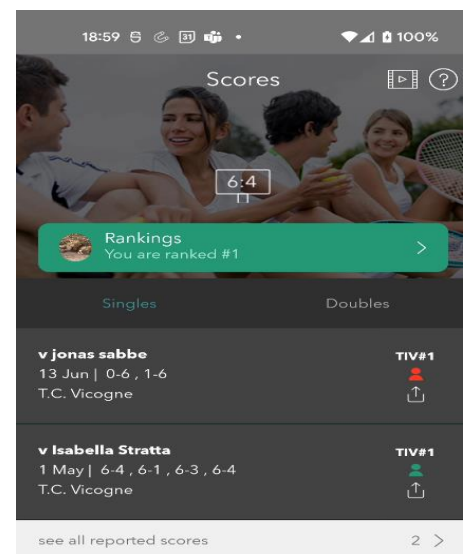 18:59 31 100%
Scores
6:4
Rankings
You are ranked #1
Singles Doubles
v jonas sabbe TIV#1
13 Jun | 0-6 , 1-6
T.C. Vicogne
v Isabella Stratta TIV#1
1 May | 6-4 , 6-1 , 6-3 , 6-4
T.C. Vicogne
see all reported scores 2